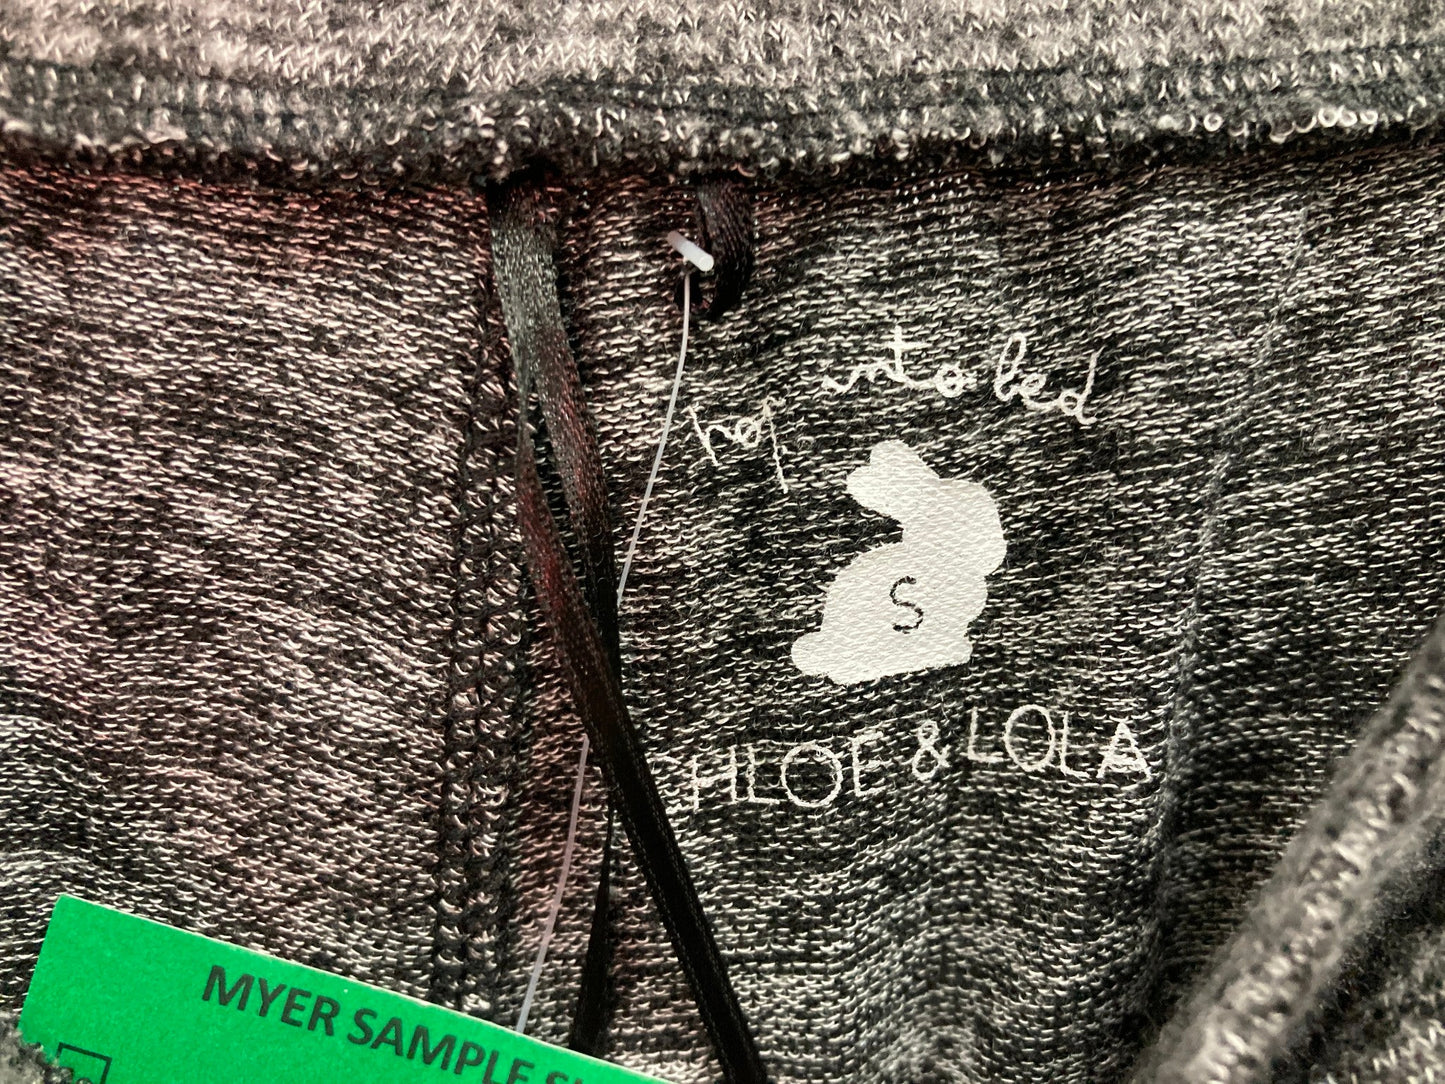 hop into bed
S
CHLOE & LOLA
MYER SAMPLE